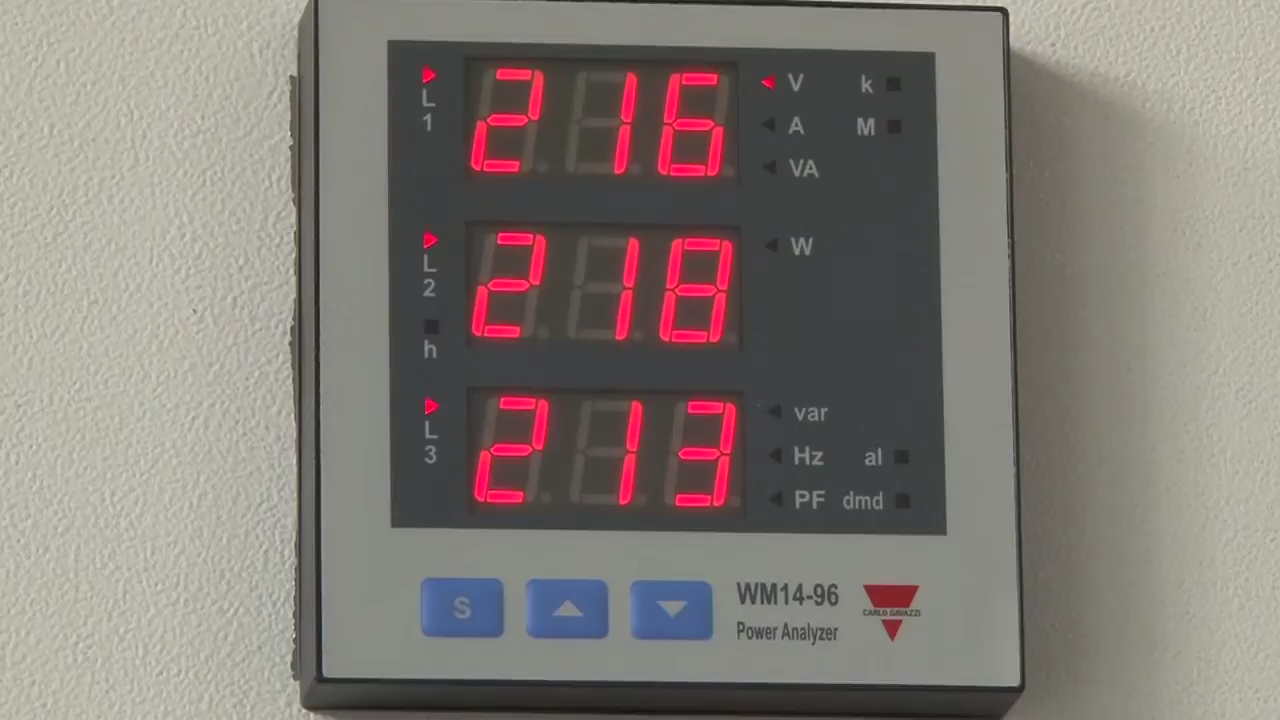 L1 216 V k
A M
VA
L2 218 W
h
L3 213 var
Hz al
PF dmd
S WM14-96 CARLO GAVAZZI
Power Analyzer